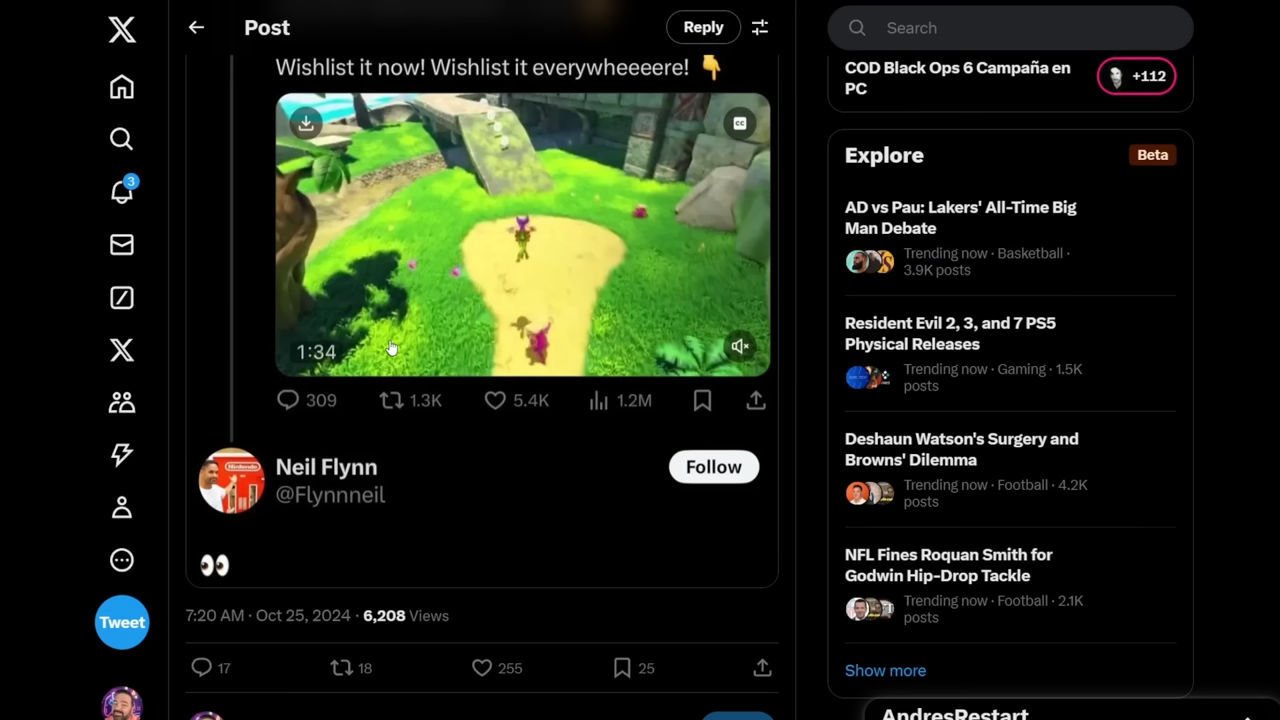 Post
Reply
Search
Wishlist it now! Wishlist it everywheeeere! 👇
CC
1:34
309
1.3K
5.4K
1.2M
Neil Flynn
@Flynnneil
Follow
Nintendo
👀
7:20 AM · Oct 25, 2024 · 6,208 Views
17
18
255
25
3
Tweet
COD Black Ops 6 Campaña en
PC
+112
Explore
Beta
AD vs Pau: Lakers' All-Time Big
Man Debate
Trending now · Basketball ·
3.9K posts
Resident Evil 2, 3, and 7 PS5
Physical Releases
Trending now · Gaming · 1.5K
posts
Deshaun Watson's Surgery and
Browns' Dilemma
Trending now · Football · 4.2K
posts
NFL Fines Roquan Smith for
Godwin Hip-Drop Tackle
Trending now · Football · 2.1K
posts
Show more
AndresRestart